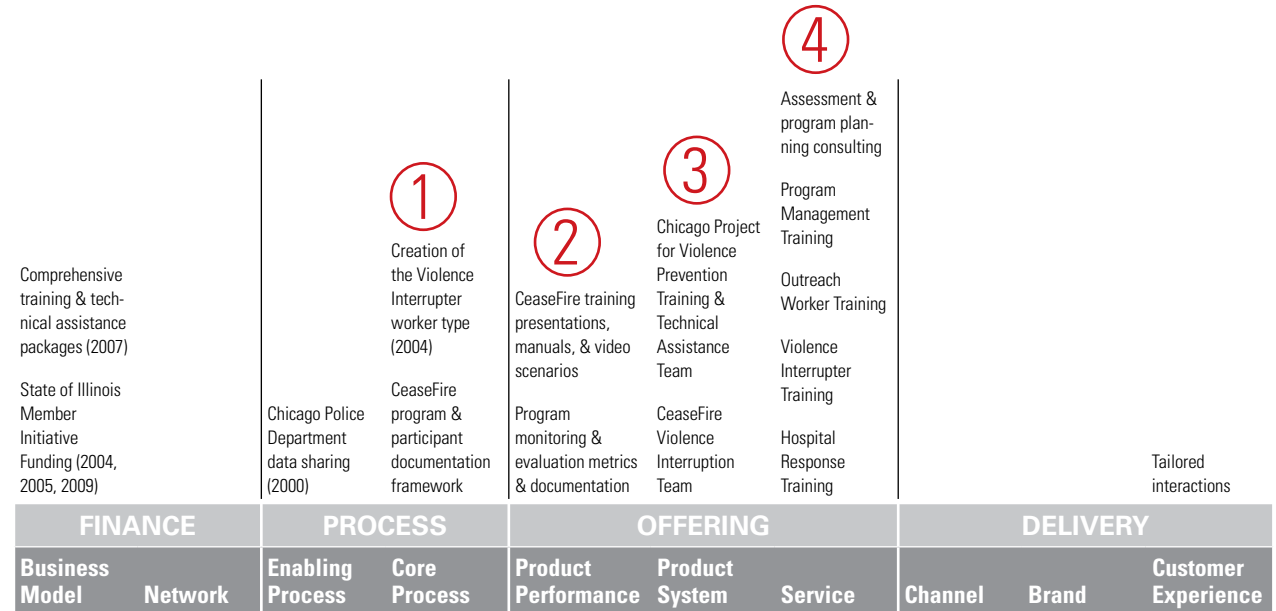 Comprehensive
training & tech-
nical assistance
packages (2007)
State of Illinois
Member
Initiative
Funding (2004,
2005, 2009)
Chicago Police
Department
data sharing
(2000)
1
Creation of
the Violence
Interrupter
worker type
(2004)
CeaseFire
program &
participant
documentation
framework
2
CeaseFire training
presentations,
manuals, & video
scenarios
Program
monitoring &
evaluation metrics
& documentation
3
Chicago Project
for Violence
Prevention
Training &
Technical
Assistance
Team
CeaseFire
Violence
Interruption
Team
4
Assessment &
program plan-
ning consulting
Program
Management
Training
Outreach
Worker Training
Violence
Interrupter
Training
Hospital
Response
Training
Tailored
interactions
FINANCE
PROCESS
OFFERING
DELIVERY
Business
Model
Network
Enabling
Process
Core
Process
Product
Performance
Product
System
Service
Channel
Brand
Customer
Experience